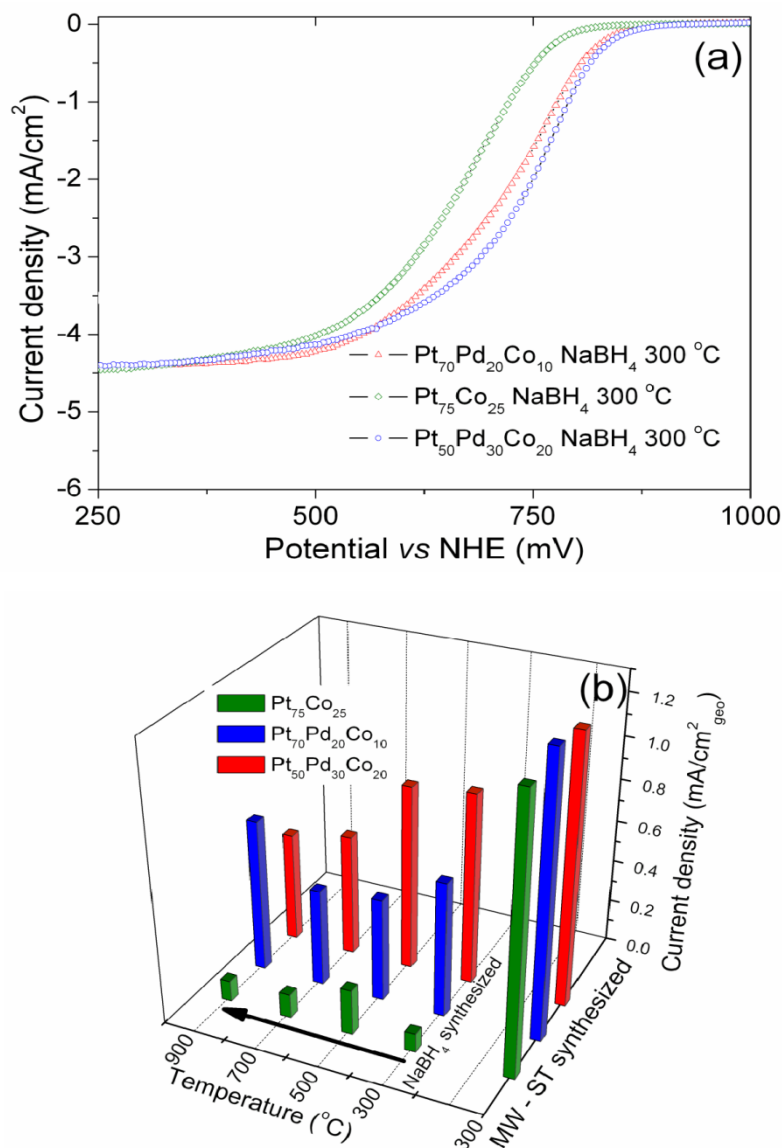 (a)
0
-1
-2
-3
-4
-5
-6
Current density (mA/cm²)
Pt₇₀Pd₂₀Co₁₀ NaBH₄ 300 °C
Pt₇₅Co₂₅ NaBH₄ 300 °C
Pt₅₀Pd₃₀Co₂₀ NaBH₄ 300 °C
250 500 750 1000
Potential vs NHE (mV)
(b)
Pt₇₅Co₂₅
Pt₇₀Pd₂₀Co₁₀
Pt₅₀Pd₃₀Co₂₀
1.2
1.0
0.8
0.6
0.4
0.2
0.0
Current density (mA/cm²geo)
NaBH₄ synthesized
MW - ST synthesized
900 700 500 300 300
Temperature (°C)